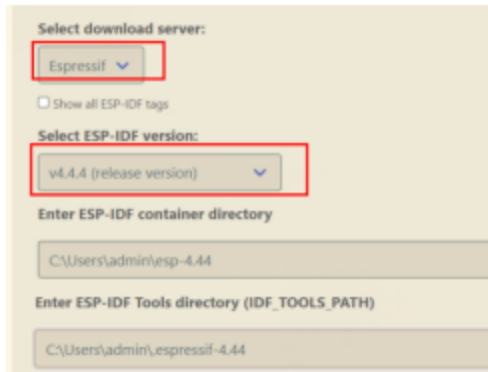 Select download server:
Espressif
Show all ESP-IDF tags
Select ESP-IDF version:
v4.4.4 (release version)
Enter ESP-IDF container directory
C:\Users\admin\esp-4.44
Enter ESP-IDF Tools directory (IDF_TOOLS_PATH)
C:\Users\admin\.espressif-4.44